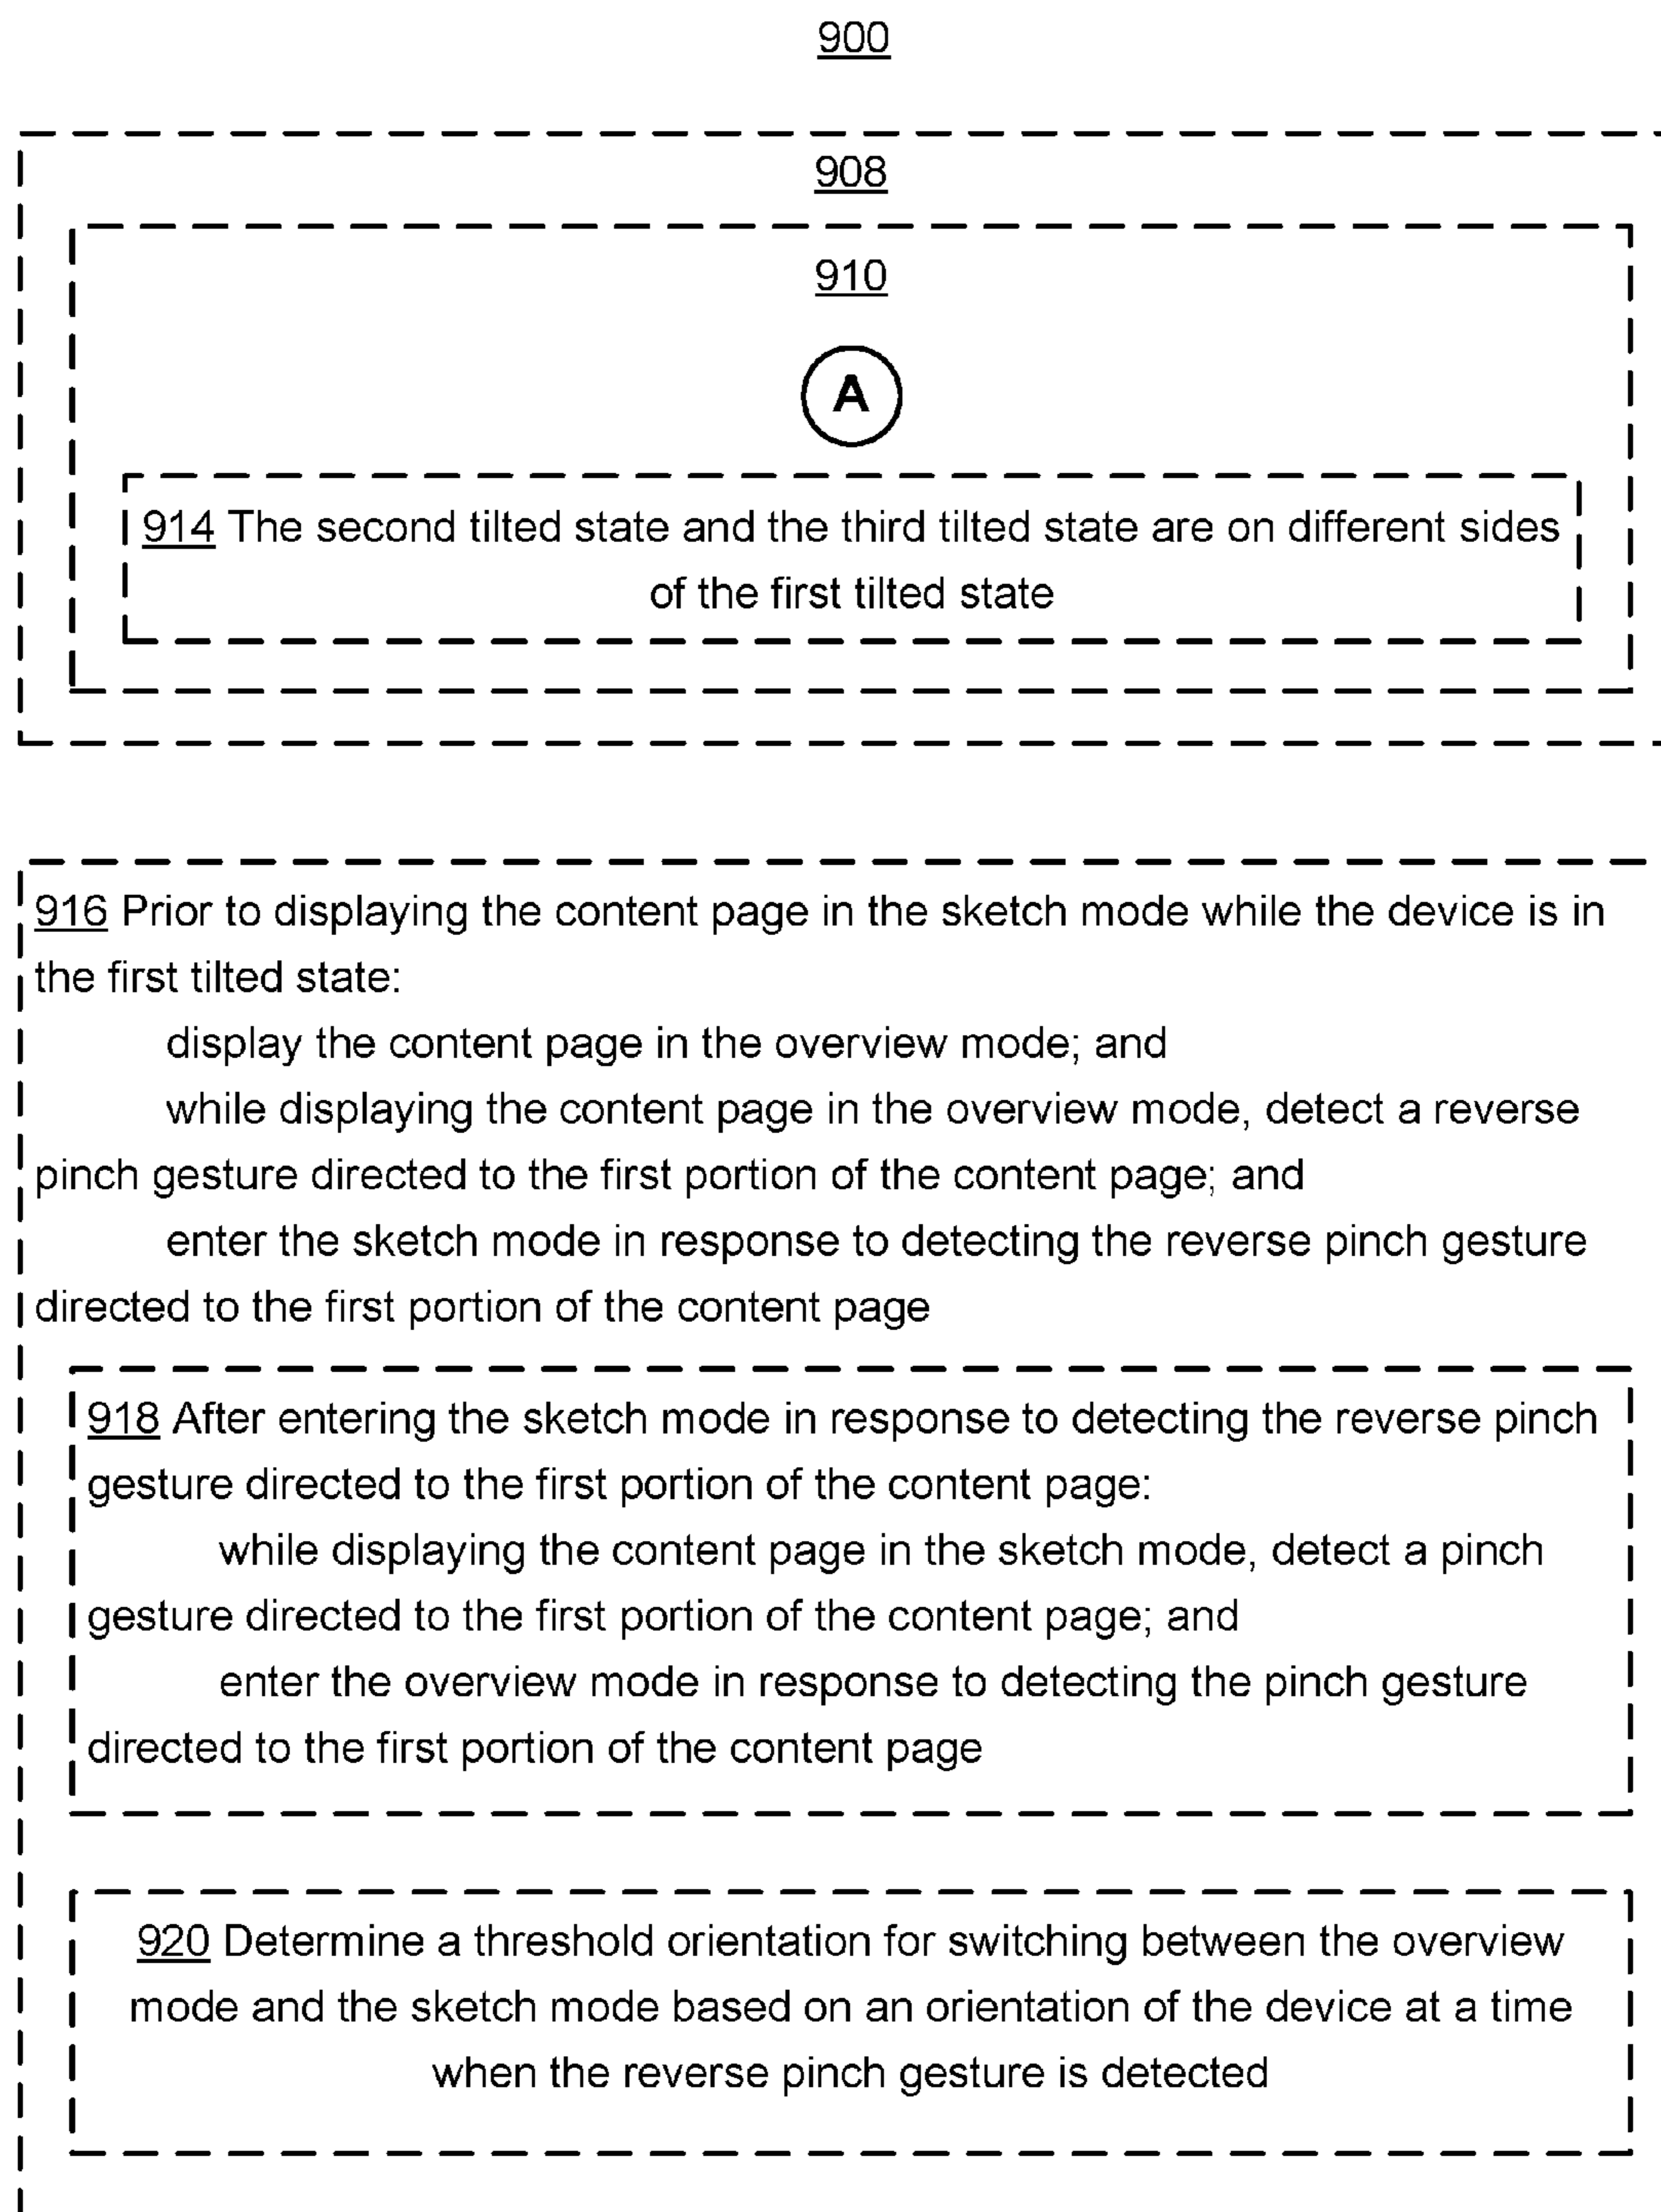 900
908
910
A
914 The second tilted state and the third tilted state are on different sides
of the first tilted state
916 Prior to displaying the content page in the sketch mode while the device is in
the first tilted state:
display the content page in the overview mode; and
while displaying the content page in the overview mode, detect a reverse
pinch gesture directed to the first portion of the content page; and
enter the sketch mode in response to detecting the reverse pinch gesture
directed to the first portion of the content page
918 After entering the sketch mode in response to detecting the reverse pinch
gesture directed to the first portion of the content page:
while displaying the content page in the sketch mode, detect a pinch
gesture directed to the first portion of the content page; and
enter the overview mode in response to detecting the pinch gesture
directed to the first portion of the content page
920 Determine a threshold orientation for switching between the overview
mode and the sketch mode based on an orientation of the device at a time
when the reverse pinch gesture is detected